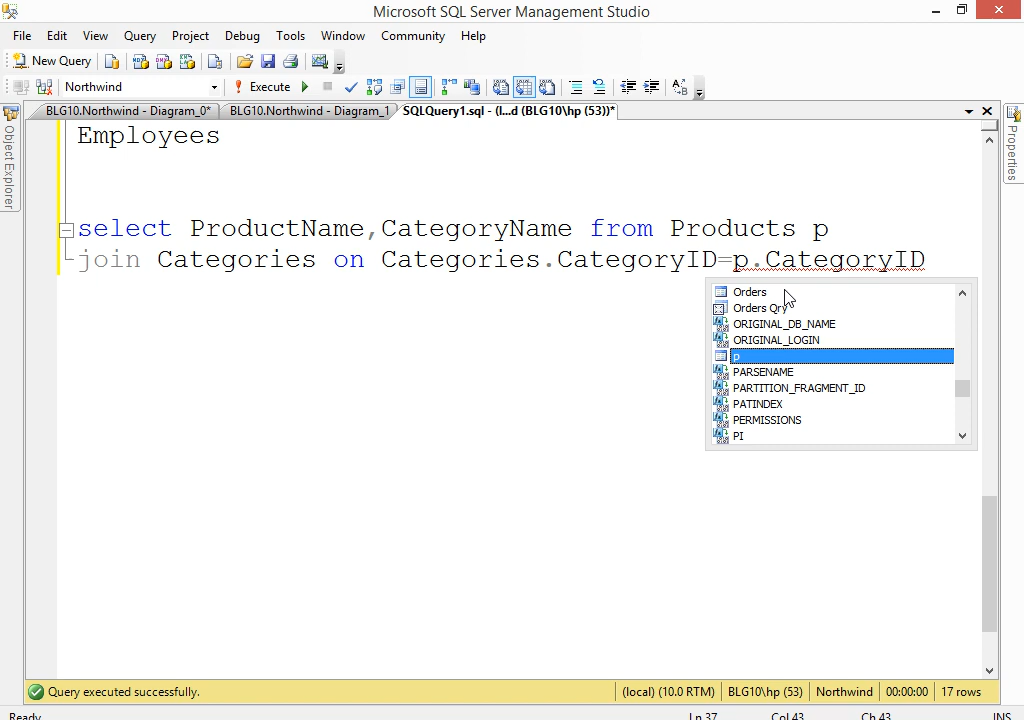 Microsoft SQL Server Management Studio
File Edit View Query Project Debug Tools Window Community Help
New Query
Northwind Execute
BLG10.Northwind - Diagram_0* BLG10.Northwind - Diagram_1 SQLQuery1.sql - (l...d (BLG10\hp (53))*
Object Explorer
Properties
Employees
select ProductName,CategoryName from Products p
join Categories on Categories.CategoryID=p.CategoryID
Orders
Orders Qry
ORIGINAL_DB_NAME
ORIGINAL_LOGIN
p
PARSENAME
PARTITION_FRAGMENT_ID
PATINDEX
PERMISSIONS
PI
Query executed successfully. (local) (10.0 RTM) BLG10\hp (53) Northwind 00:00:00 17 rows
Ready Ln 37 Col 43 Ch 43 INS